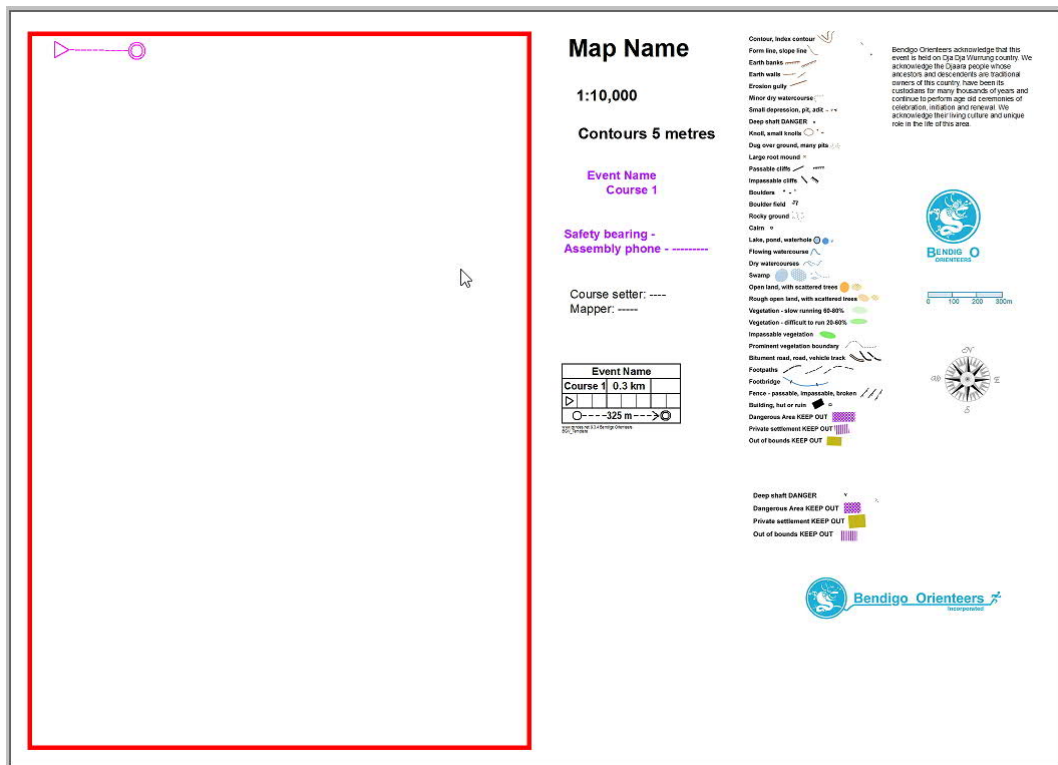 Map Name
1:10,000
Contours 5 metres
Event Name
Course 1
Safety bearing -
Assembly phone - ---------
Course setter: ----
Mapper: -----
Event Name
Course 1 0.3 km
325 m
Contour, Index contour
Form line, slope line
Earth banks
Earth walls
Erosion gully
Minor dry watercourse
Small depression, pit, adit
Deep shaft DANGER
Knoll, small knolls
Dug over ground, many pits
Large root mound
Passable cliffs
Impassable cliffs
Boulders
Boulder field
Rocky ground
Cairn
Lake, pond, waterhole
Flowing watercourse
Dry watercourses
Swamp
Open land, with scattered trees
Rough open land, with scattered trees
Vegetation - slow running 60-80%
Vegetation - difficult to run 20-60%
Impassable vegetation
Prominent vegetation boundary
Bitument road, road, vehicle track
Footpaths
Footbridge
Fence - passable, impassable, broken
Building, hut or ruin
Dangerous Area KEEP OUT
Private settlement KEEP OUT
Out of bounds KEEP OUT
Deep shaft DANGER
Dangerous Area KEEP OUT
Private settlement KEEP OUT
Out of bounds KEEP OUT
Bendigo Orienteers acknowledge that this
event is held on Dja Dja Wurrung country. We
acknowledge the Djaara people whose
ancestors and descendents are traditional
owners of this country, have been its
custodians for many thousands of years and
continue to perform age old ceremonies of
celebration, initiation and renewal. We
acknowledge their living culture and unique
role in the life of this area.
BENDIG O
ORIENTEERS
0 100 200 300m
N
E
S
Bendigo Orienteers
Incorporated